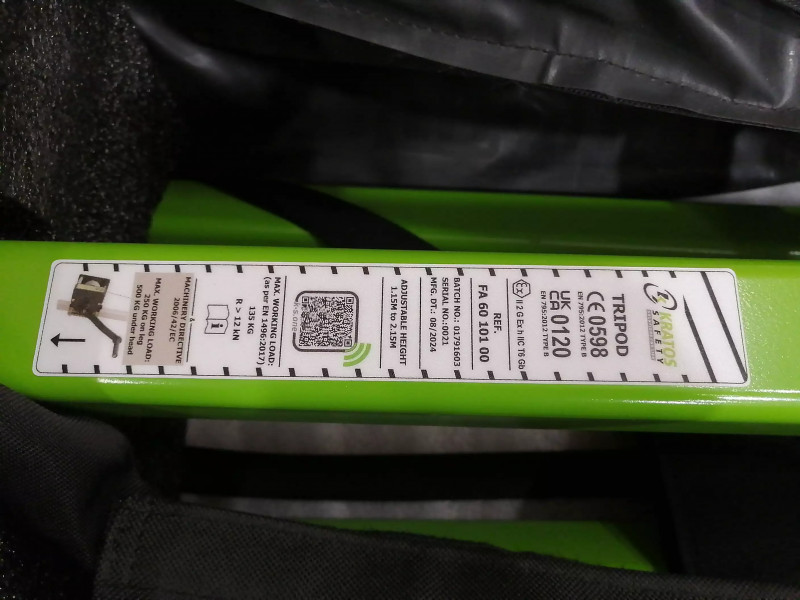 KRATOS
SAFETY
TRIPOD
CE 0598
EN 795:2012 TYPE B
UK CA 0120
EN 795:2012 TYPE B
II 2 G Ex h IIC T6 Gb
REF.
FA 60 101 00
BATCH NO.: 01791603
SERIAL NO.:0021
MFG. DT.: 08/2024
ADJUSTABLE HEIGHT
1.15M to 2.15M
MAX. WORKING LOAD:
(as per EN 1496:2017)
135 KG
R > 12 kN
i
MACHINERY DIRECTIVE
2006/42/EC
MAX. WORKING LOAD:
250 KG on leg
500 KG under head